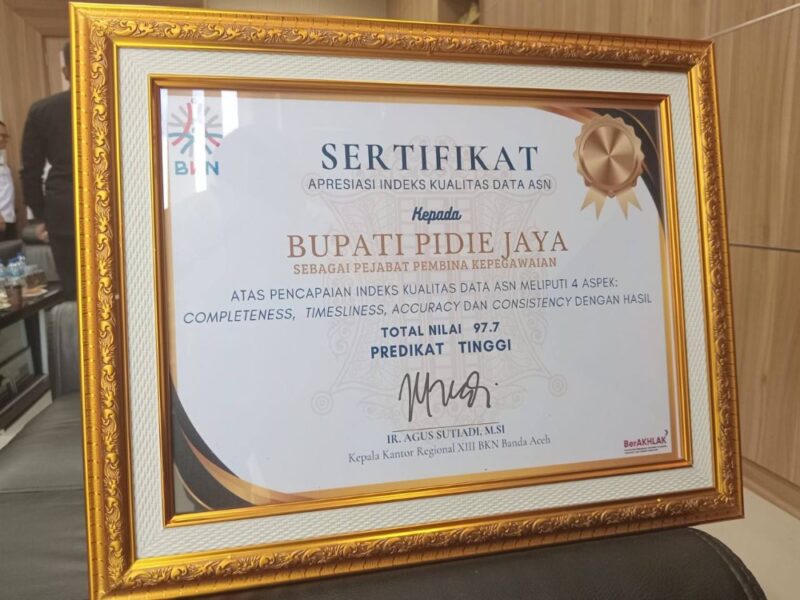 BKN
SERTIFIKAT
APRESIASI INDEKS KUALITAS DATA ASN
Kepada
BUPATI PIDIE JAYA
SEBAGAI PEJABAT PEMBINA KEPEGAWAIAN
ATAS PENCAPAIAN INDEKS KUALITAS DATA ASN MELIPUTI 4 ASPEK:
COMPLETENESS, TIMESLINESS, ACCURACY DAN CONSISTENCY DENGAN HASIL
TOTAL NILAI 97.7
PREDIKAT TINGGI
IR. AGUS SUTIADI, M.SI
Kepala Kantor Regional XIII BKN Banda Aceh
BerAKHLAK